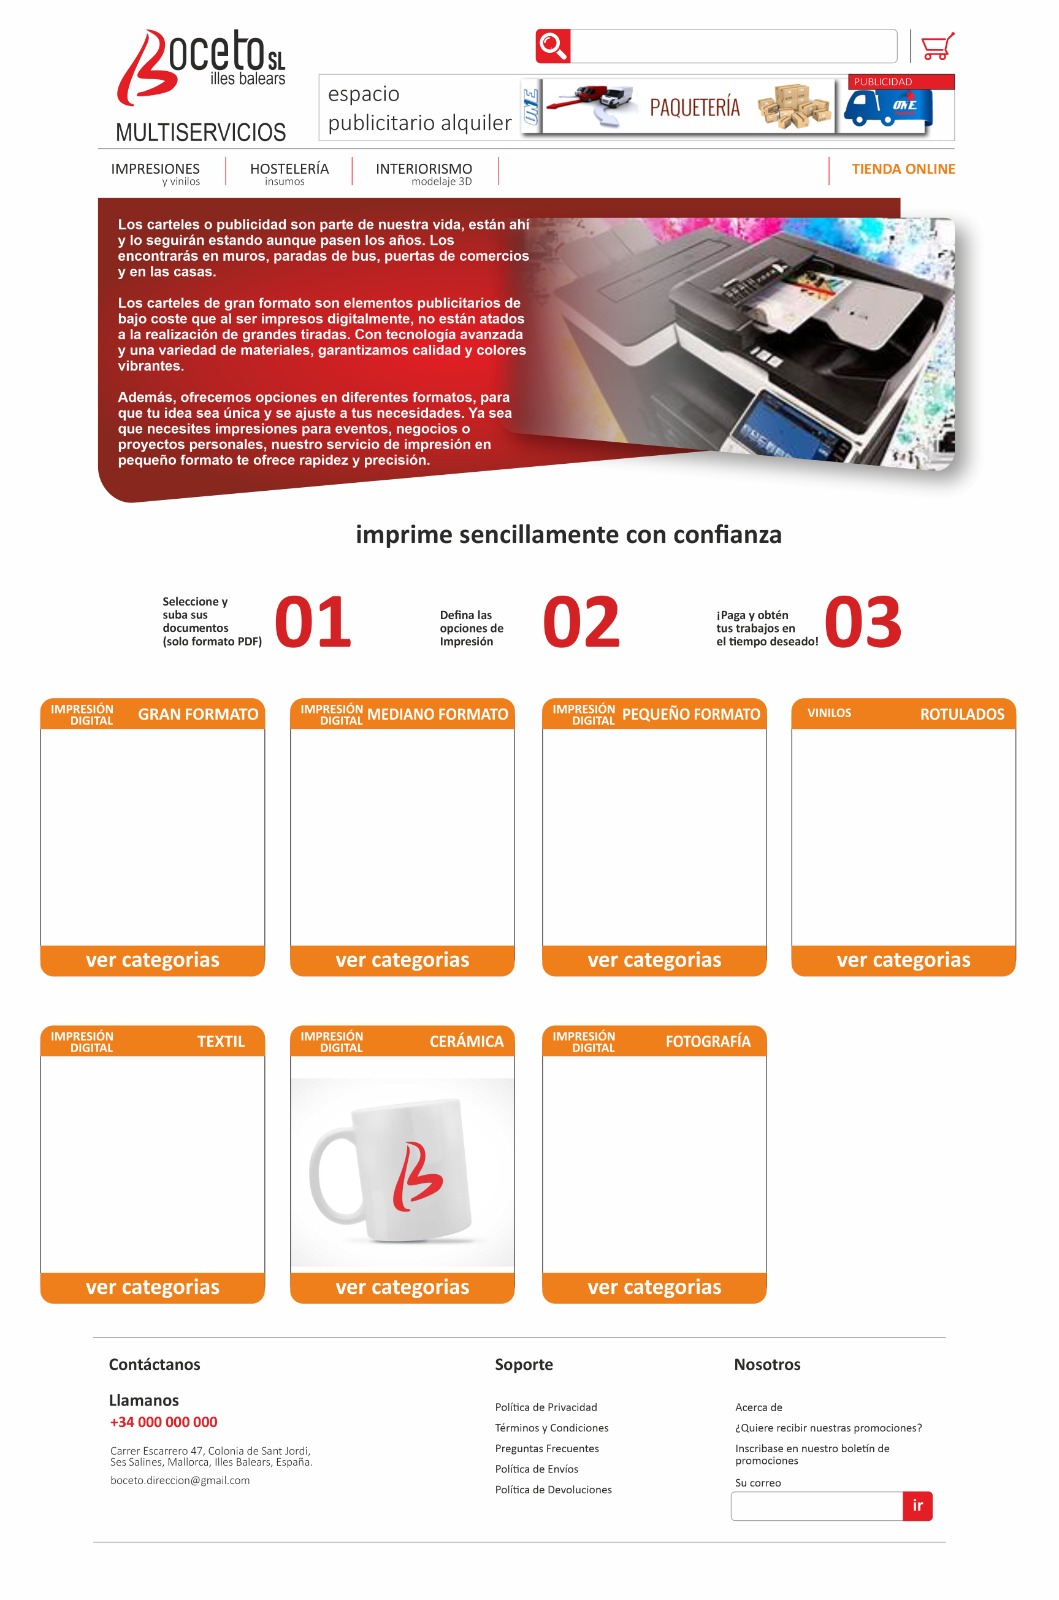 Boceto SL
illes balears
MULTISERVICIOS
espacio
publicitario alquiler
ONE
PAQUETERÍA
PUBLICIDAD
ONE
IMPRESIONES
y vinilos
HOSTELERÍA
insumos
INTERIORISMO
modelaje 3D
TIENDA ONLINE
Los carteles o publicidad son parte de nuestra vida, están ahí
y lo seguirán estando aunque pasen los años. Los
encontrarás en muros, paradas de bus, puertas de comercios
y en las casas.
Los carteles de gran formato son elementos publicitarios de
bajo coste que al ser impresos digitalmente, no están atados
a la realización de grandes tiradas. Con tecnología avanzada
y una variedad de materiales, garantizamos calidad y colores
vibrantes.
Además, ofrecemos opciones en diferentes formatos, para
que tu idea sea única y se ajuste a tus necesidades. Ya sea
que necesites impresiones para eventos, negocios o
proyectos personales, nuestro servicio de impresión en
pequeño formato te ofrece rapidez y precisión.
imprime sencillamente con confianza
Seleccione y
suba sus
documentos
(solo formato PDF)
01
Defina las
opciones de
Impresión
02
¡Paga y obtén
tus trabajos en
el tiempo deseado!
03
IMPRESIÓN
DIGITAL
GRAN FORMATO
ver categorias
IMPRESIÓN
DIGITAL
MEDIANO FORMATO
ver categorias
IMPRESIÓN
DIGITAL
PEQUEÑO FORMATO
ver categorias
VINILOS
ROTULADOS
ver categorias
IMPRESIÓN
DIGITAL
TEXTIL
ver categorias
IMPRESIÓN
DIGITAL
CERÁMICA
B
ver categorias
IMPRESIÓN
DIGITAL
FOTOGRAFÍA
ver categorias
Contáctanos
Llamanos
+34 000 000 000
Carrer Escarrero 47, Colonia de Sant Jordi,
Ses Salines, Mallorca, Illes Balears, España.
boceto.direccion@gmail.com
Soporte
Política de Privacidad
Términos y Condiciones
Preguntas Frecuentes
Política de Envíos
Política de Devoluciones
Nosotros
Acerca de
¿Quiere recibir nuestras promociones?
Inscribase en nuestro boletín de
promociones
Su correo
ir